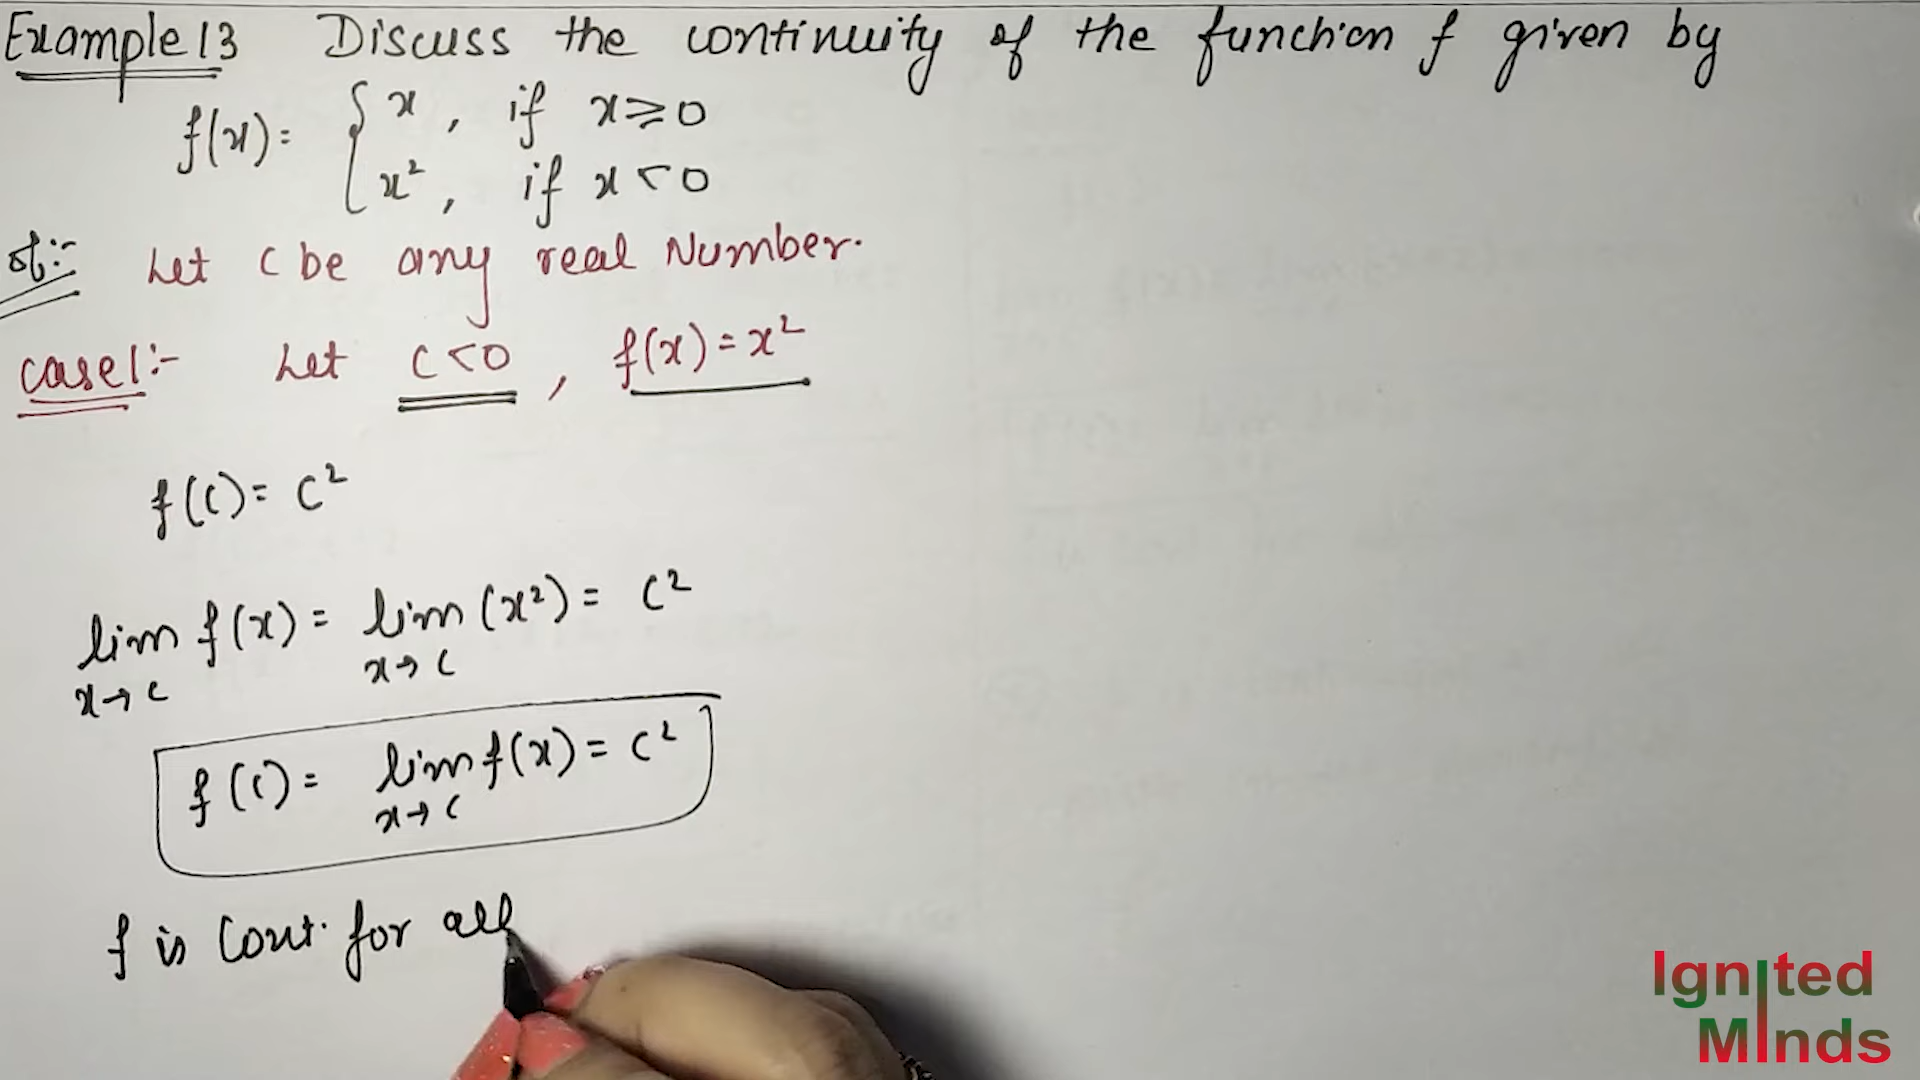 Example 13 Discuss the continuity of the function f given by
f(x) = { x, if x ≥ 0
x², if x < 0
Let c be any real Number.
Case 1:- Let c < 0, f(x) = x²
f(c) = c²
lim f(x) = lim (x²) = c²
x→c x→c
f(c) = lim f(x) = c²
x→c
f is Cont. for all
Ignited
Minds